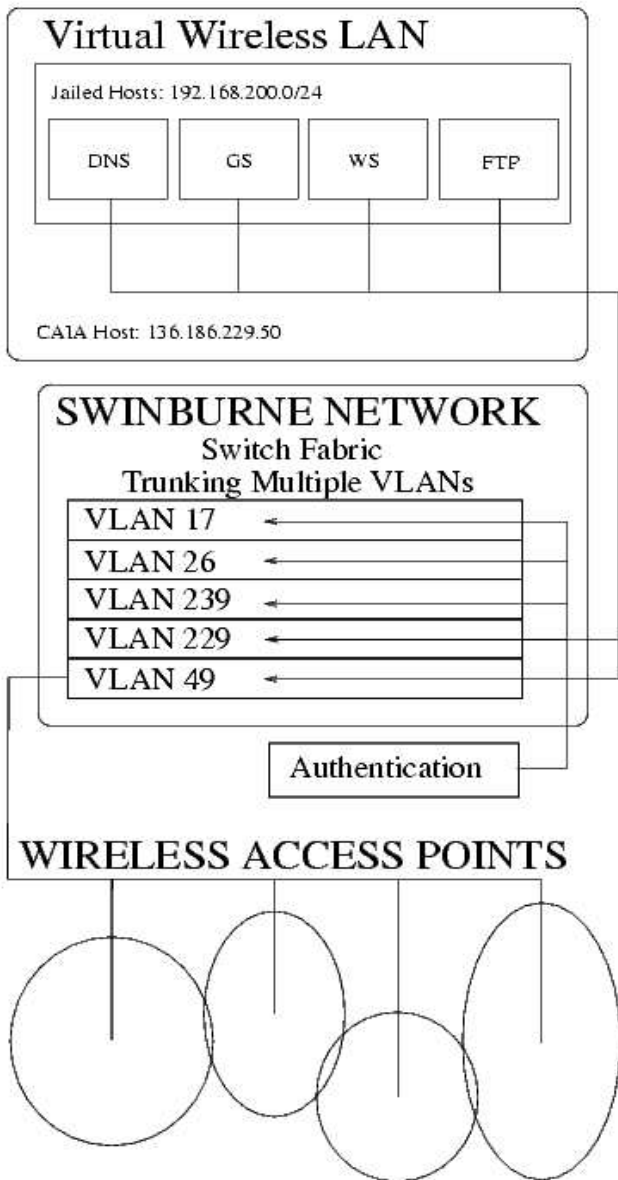 Virtual Wireless LAN
Jailed Hosts: 192.168.200.0/24
DNS
GS
WS
FTP
CAIA Host: 136.186.229.50
SWINBURNE NETWORK
Switch Fabric
Trunking Multiple VLANs
VLAN 17
VLAN 26
VLAN 239
VLAN 229
VLAN 49
Authentication
WIRELESS ACCESS POINTS